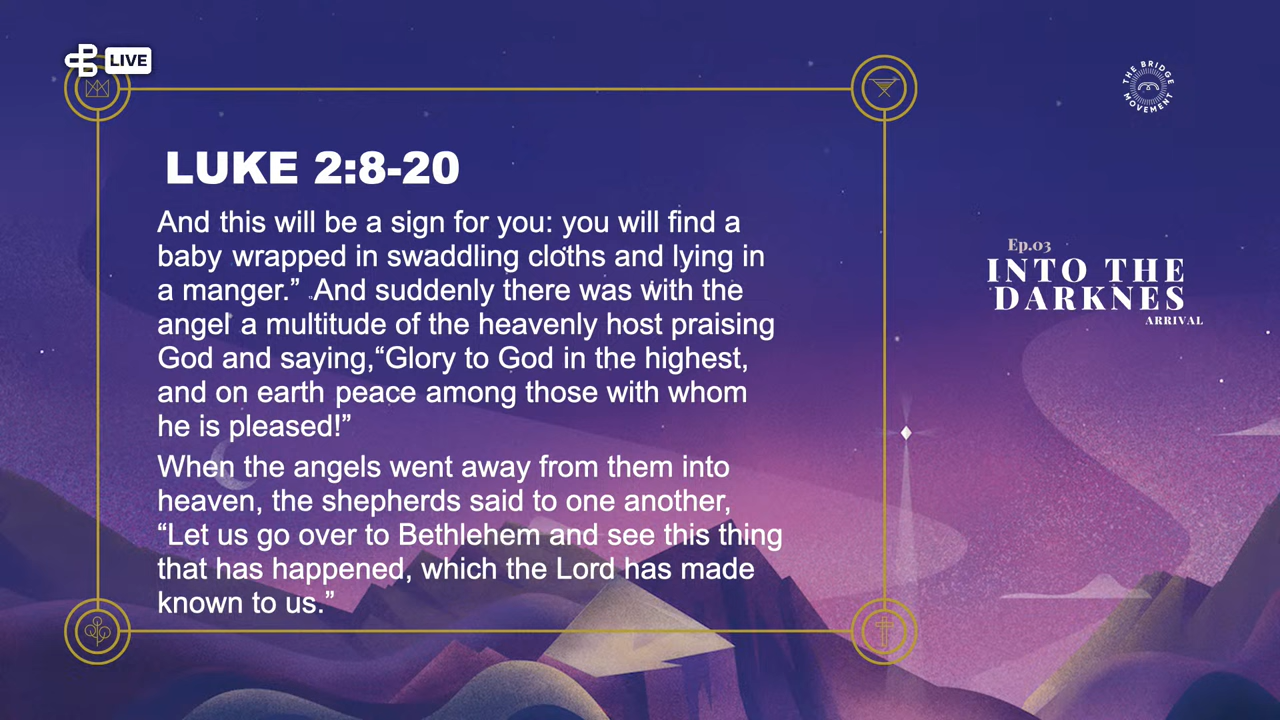 LIVE
THE BRIDGE
MOVEMENT
LUKE 2:8-20
And this will be a sign for you: you will find a
baby wrapped in swaddling cloths and lying in
a manger.” And suddenly there was with the
angel a multitude of the heavenly host praising
God and saying,“Glory to God in the highest,
and on earth peace among those with whom
he is pleased!”
When the angels went away from them into
heaven, the shepherds said to one another,
“Let us go over to Bethlehem and see this thing
that has happened, which the Lord has made
known to us.”
Ep.03
INTO THE
DARKNES
ARRIVAL